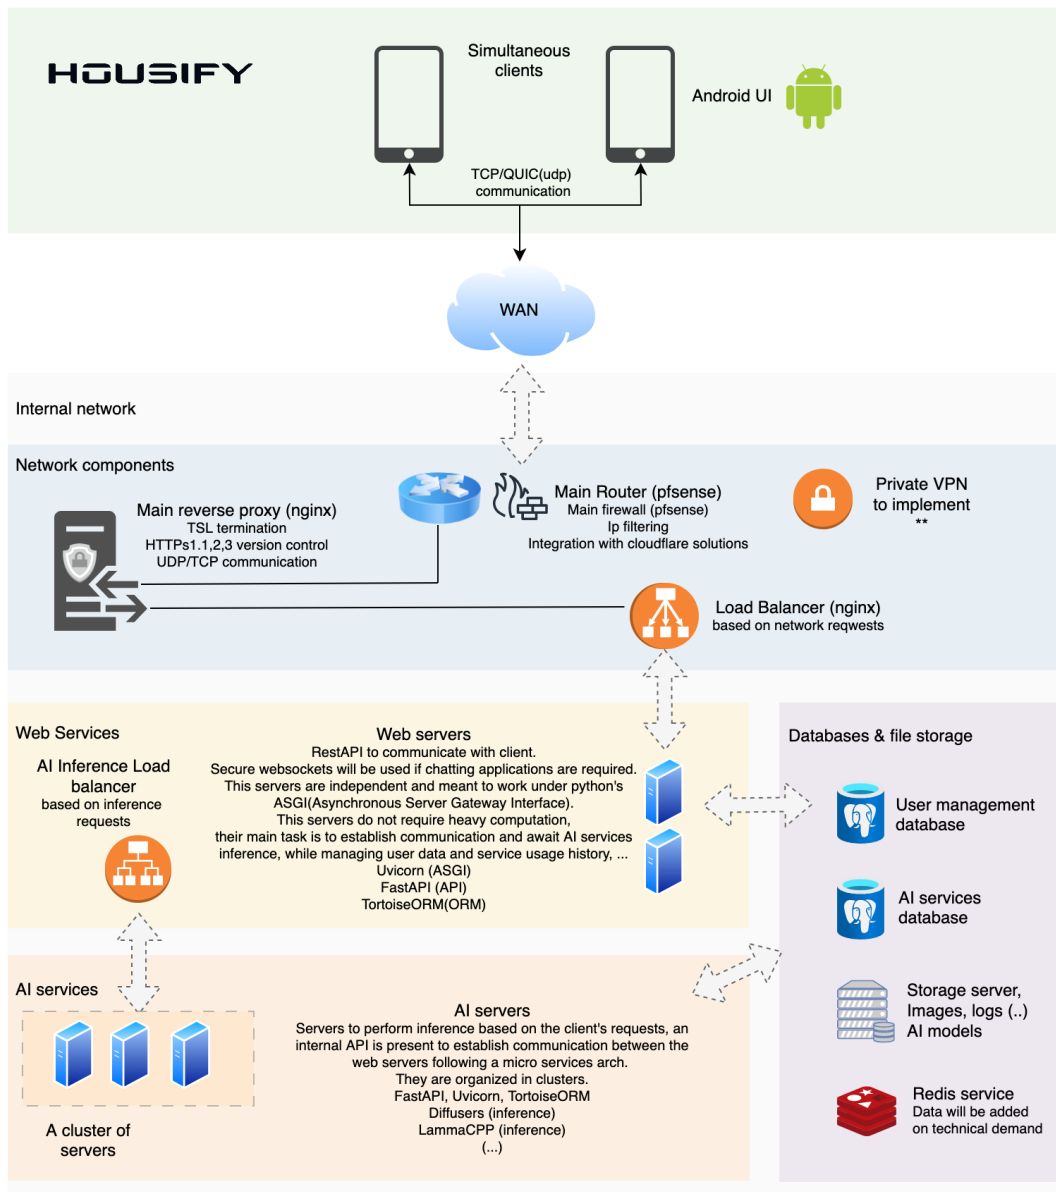 HOUSIFY
Simultaneous
clients
Android UI
TCP/QUIC(udp)
communication
WAN
Internal network
Network components
Main reverse proxy (nginx)
TSL termination
HTTPs1.1,2,3 version control
UDP/TCP communication
Main Router (pfsense)
Main firewall (pfsense)
Ip filtering
Integration with cloudflare solutions
Private VPN
to implement
**
Load Balancer (nginx)
based on network reqwests
Web Services
AI Inference Load
balancer
based on inference
requests
Web servers
RestAPI to communicate with client.
Secure websockets will be used if chatting applications are required.
This servers are independent and meant to work under python's
ASGI(Asynchronous Server Gateway Interface).
This servers do not require heavy computation,
their main task is to establish communication and await AI services
inference, while managing user data and service usage history, ...
Uvicorn (ASGI)
FastAPI (API)
TortoiseORM(ORM)
Databases & file storage
User management
database
AI services
database
Storage server,
Images, logs (..)
AI models
Redis service
Data will be added
on technical demand
AI services
A cluster of
servers
AI servers
Servers to perform inference based on the client's requests, an
internal API is present to establish communication between the
web servers following a micro services arch.
They are organized in clusters.
FastAPI, Uvicorn, TortoiseORM
Diffusers (inference)
LammaCPP (inference)
(...)